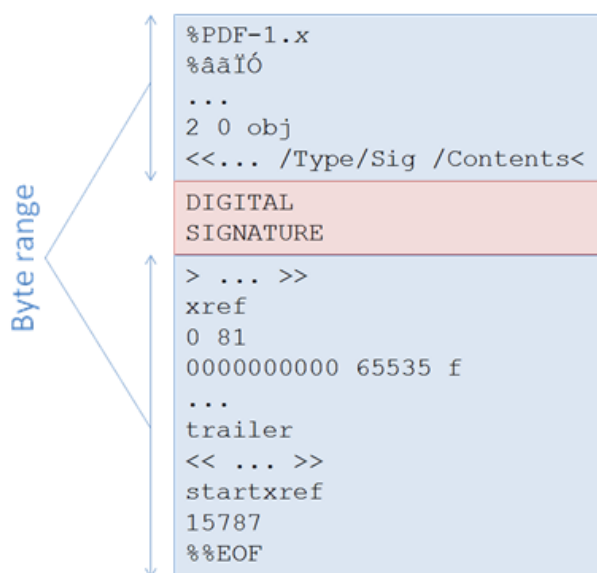 Byte range
%PDF-1.x
%âãÏÓ
...
2 0 obj
<<... /Type/Sig /Contents<
DIGITAL
SIGNATURE
> ... >>
xref
0 81
0000000000 65535 f
...
trailer
<< ... >>
startxref
15787
%%EOF